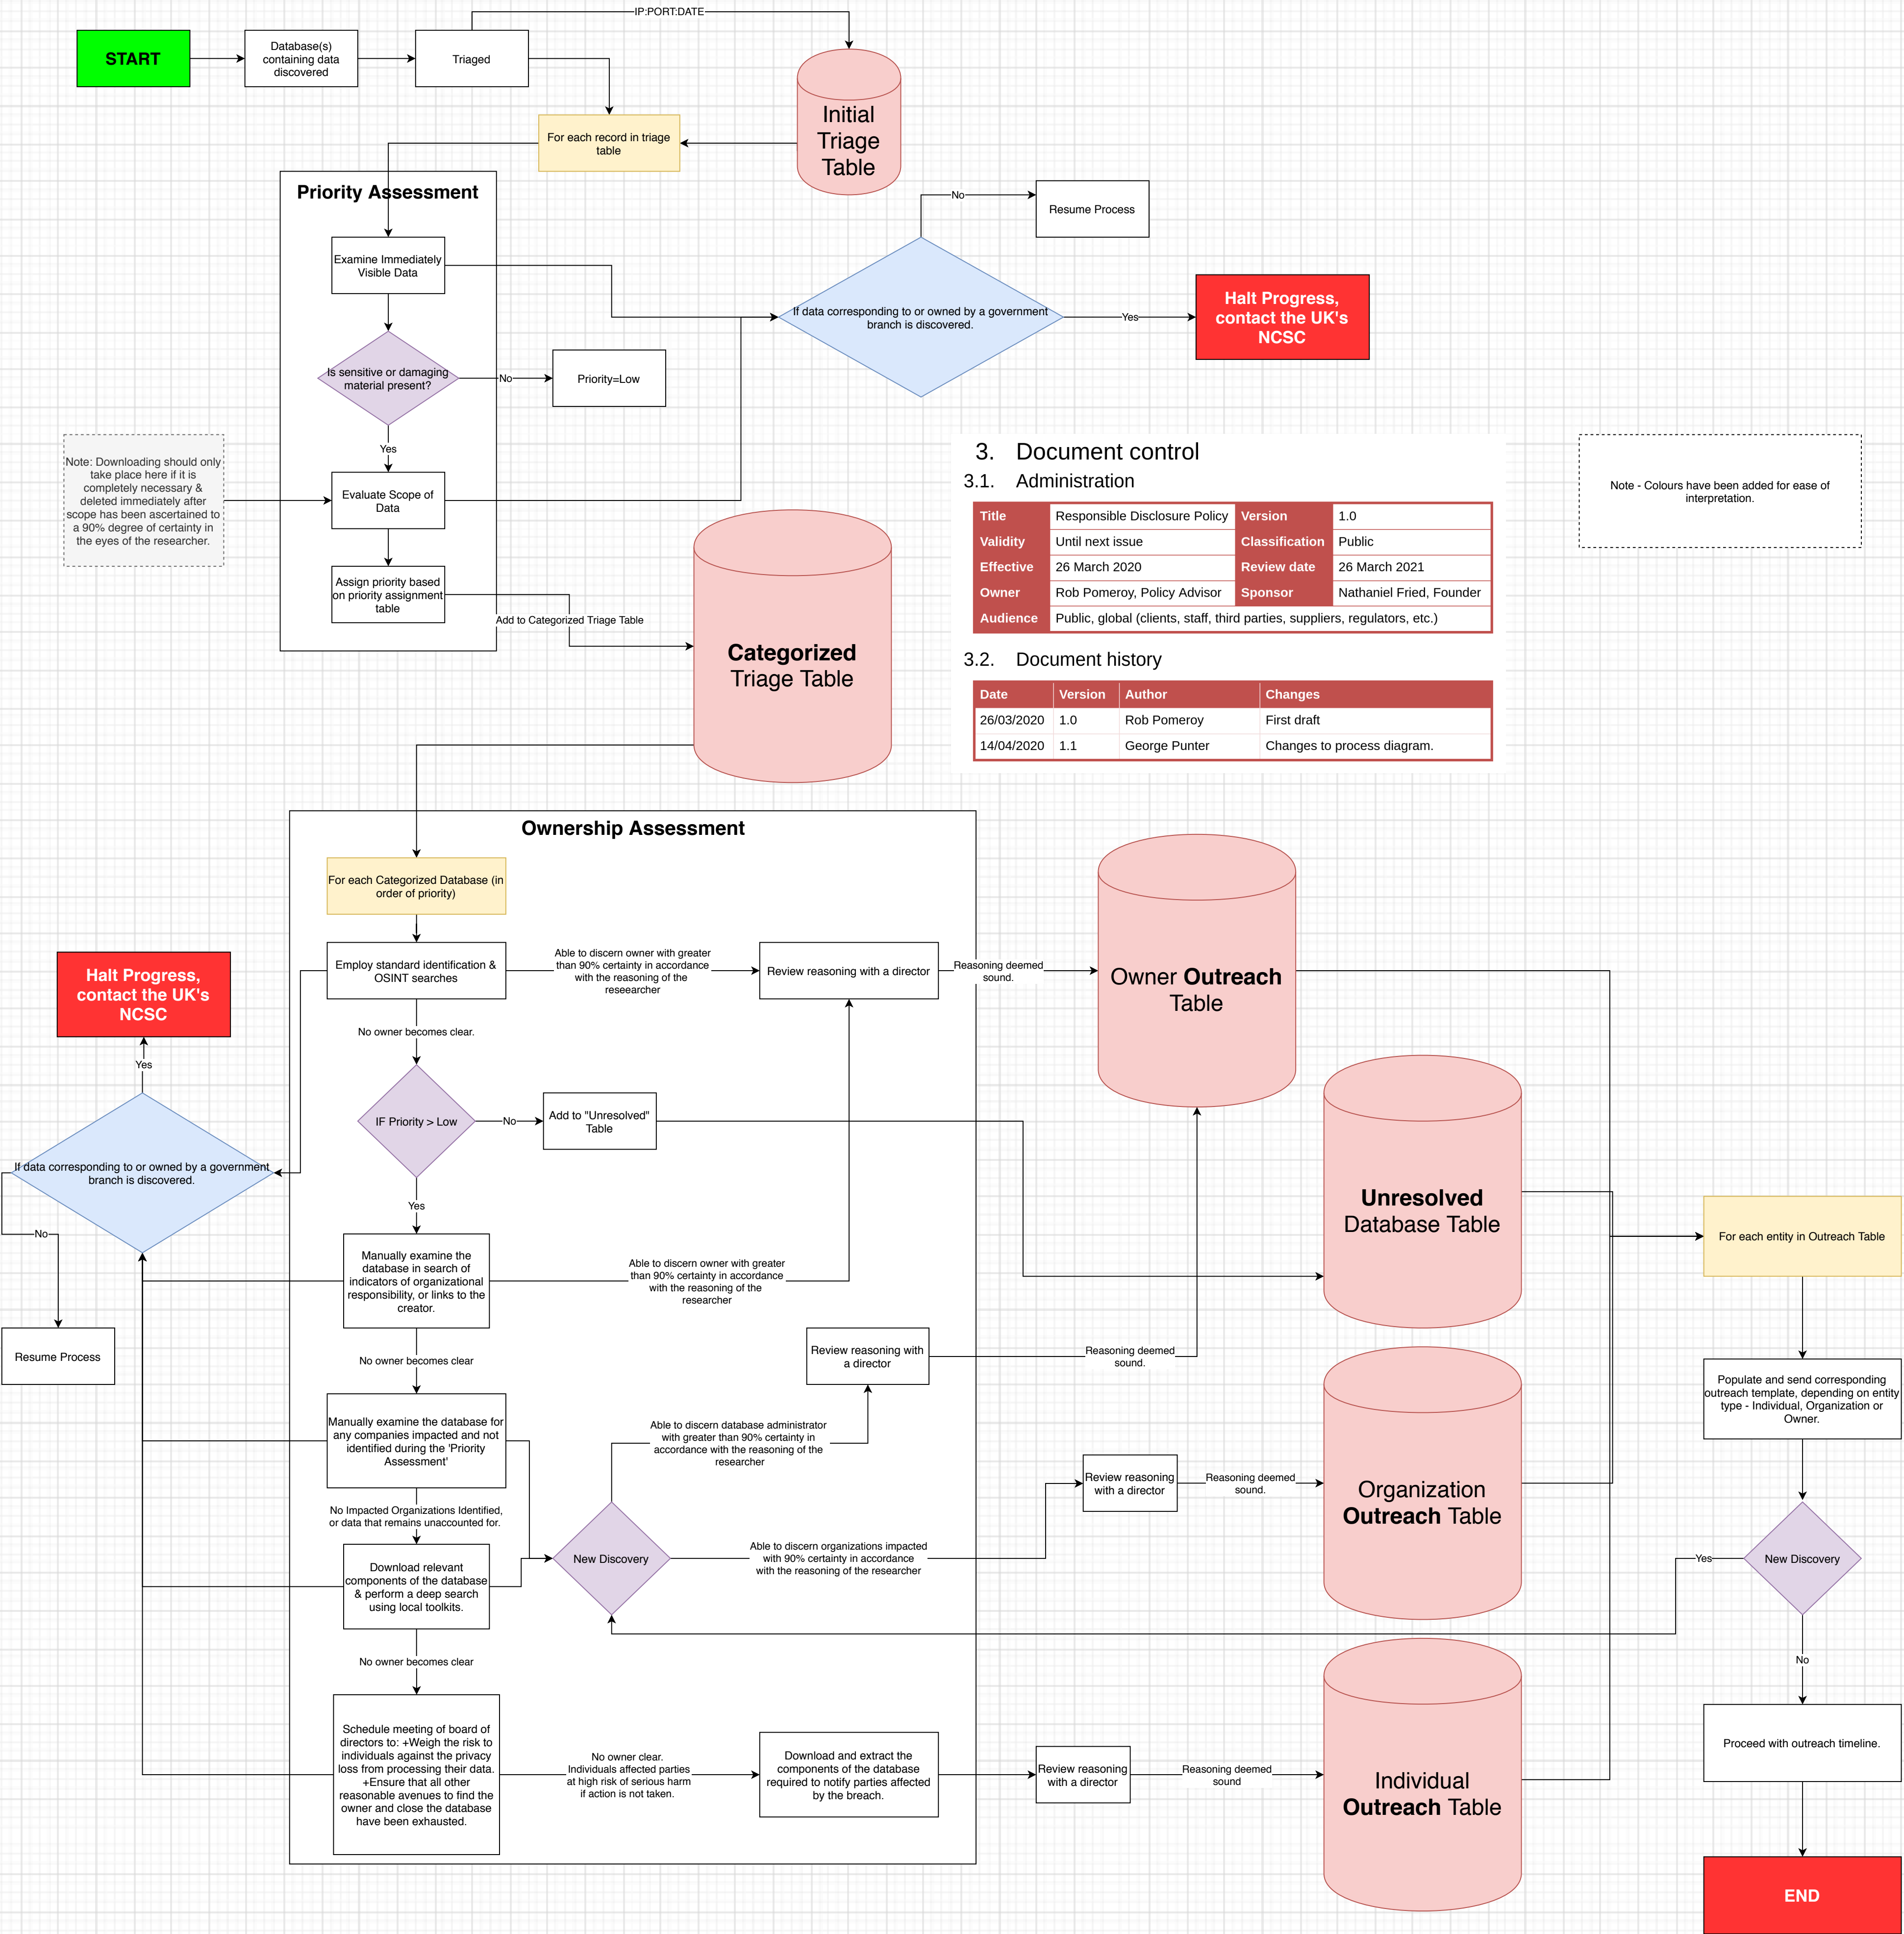 IP:PORT:DATE
START
Database(s)
containing data
discovered
Triaged
Initial
Triage
Table
For each record in triage
table
Priority Assessment
Examine Immediately
Visible Data
No
Resume Process
If data corresponding to or owned by a government
branch is discovered.
Yes
Halt Progress,
contact the UK's
NCSC
Is sensitive or damaging
material present?
No
Priority=Low
Yes
Note: Downloading should only
take place here if it is
completely necessary &
deleted immediately after
scope has been ascertained to
a 90% degree of certainty in
the eyes of the researcher.
Evaluate Scope of
Data
Assign priority based
on priority assignment
table
Add to Categorized Triage Table
Categorized
Triage Table
3. Document control
3.1. Administration
Title Responsible Disclosure Policy Version 1.0
Validity Until next issue Classification Public
Effective 26 March 2020 Review date 26 March 2021
Owner Rob Pomeroy, Policy Advisor Sponsor Nathaniel Fried, Founder
Audience Public, global (clients, staff, third parties, suppliers, regulators, etc.)
3.2. Document history
Date Version Author Changes
26/03/2020 1.0 Rob Pomeroy First draft
14/04/2020 1.1 George Punter Changes to process diagram.
Note - Colours have been added for ease of
interpretation.
Ownership Assessment
For each Categorized Database (in
order of priority)
Employ standard identification &
OSINT searches
Able to discern owner with greater
than 90% certainty in accordance
with the reasoning of the
reseearcher
Review reasoning with a director
Reasoning deemed
sound.
Owner Outreach
Table
Halt Progress,
contact the UK's
NCSC
Yes
If data corresponding to or owned by a government
branch is discovered.
No
Resume Process
No owner becomes clear.
IF Priority > Low
No
Add to "Unresolved"
Table
Yes
Unresolved
Database Table
Manually examine the
database in search of
indicators of organizational
responsibility, or links to the
creator.
Able to discern owner with greater
than 90% certainty in accordance
with the reasoning of the
researcher
No owner becomes clear
Review reasoning with
a director
Reasoning deemed
sound.
Manually examine the database for
any companies impacted and not
identified during the 'Priority
Assessment'
Able to discern database administrator
with greater than 90% certainty in
accordance with the reasoning of the
researcher
No Impacted Organizations Identified,
or data that remains unaccounted for.
Download relevant
components of the database
& perform a deep search
using local toolkits.
New Discovery
Able to discern organizations impacted
with 90% certainty in accordance
with the reasoning of the researcher
Review reasoning
with a director
Reasoning deemed
sound.
Organization
Outreach Table
No owner becomes clear
Schedule meeting of board of
directors to: +Weigh the risk to
individuals against the privacy
loss from processing their data.
+Ensure that all other
reasonable avenues to find the
owner and close the database
have been exhausted.
No owner clear.
Individuals affected parties
at high risk of serious harm
if action is not taken.
Download and extract the
components of the database
required to notify parties affected
by the breach.
Review reasoning
with a director
Reasoning deemed
sound
Individual
Outreach Table
For each entity in Outreach Table
Populate and send corresponding
outreach template, depending on entity
type - Individual, Organization or
Owner.
New Discovery
Yes
No
Proceed with outreach timeline.
END